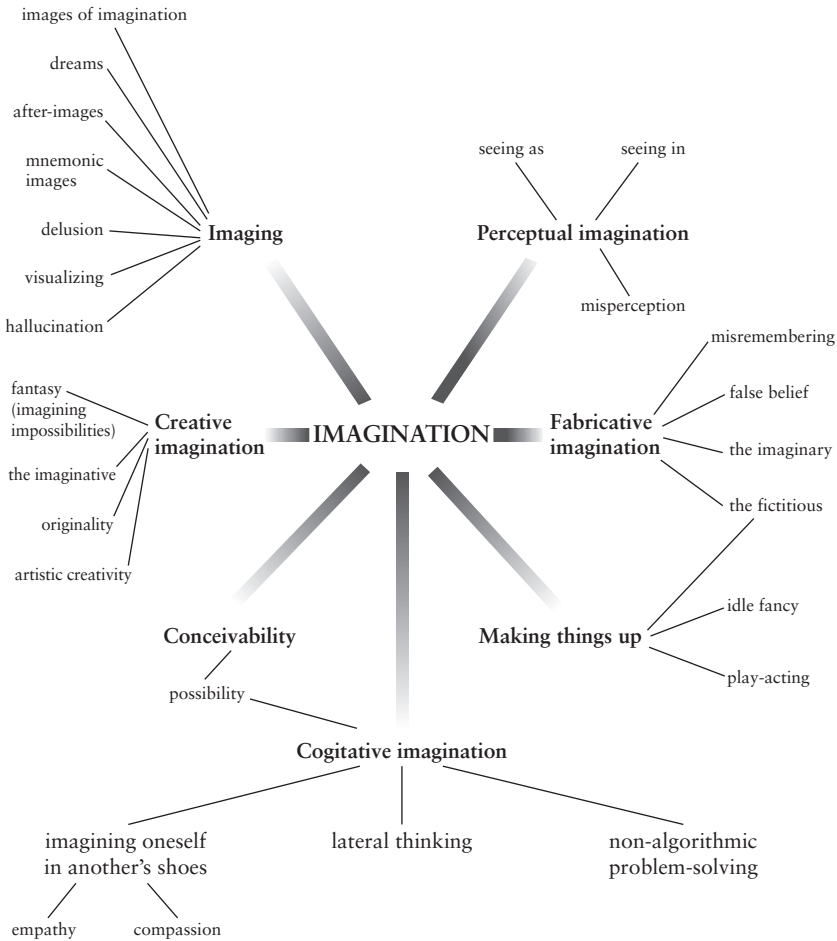 images of imagination
dreams
after-images
mnemonic
images
delusion
visualizing
hallucination
Imaging
seeing as
seeing in
Perceptual imagination
misperception
misremembering
false belief
the imaginary
the fictitious
Fabricative
imagination
IMAGINATION
Creative
imagination
fantasy
(imagining
impossibilities)
the imaginative
originality
artistic creativity
Conceivability
possibility
Making things up
idle fancy
play-acting
Cogitative imagination
imagining oneself
in another's shoes
lateral thinking
non-algorithmic
problem-solving
empathy
compassion